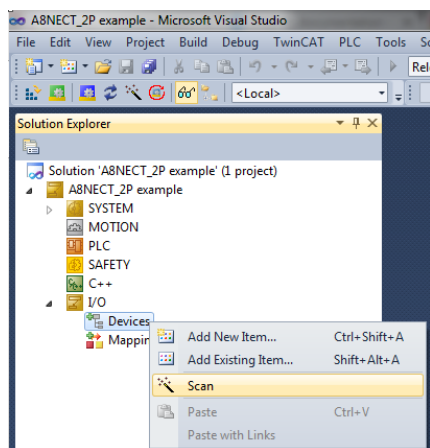 A8NECT_2P example - Microsoft Visual Studio
File Edit View Project Build Debug TwinCAT PLC Tools
<Local>
Solution Explorer
Solution 'A8NECT_2P example' (1 project)
A8NECT_2P example
SYSTEM
MOTION
PLC
SAFETY
C++
I/O
Devices
Mappin
Add New Item... Ctrl+Shift+A
Add Existing Item... Shift+Alt+A
Scan
Paste Ctrl+V
Paste with Links